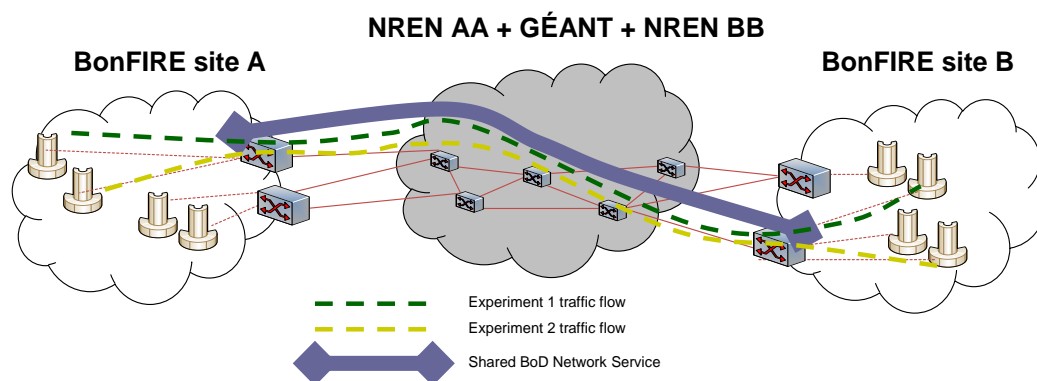 NREN AA + GÉANT + NREN BB
BonFIRE site A
BonFIRE site B
Experiment 1 traffic flow
Experiment 2 traffic flow
Shared BoD Network Service